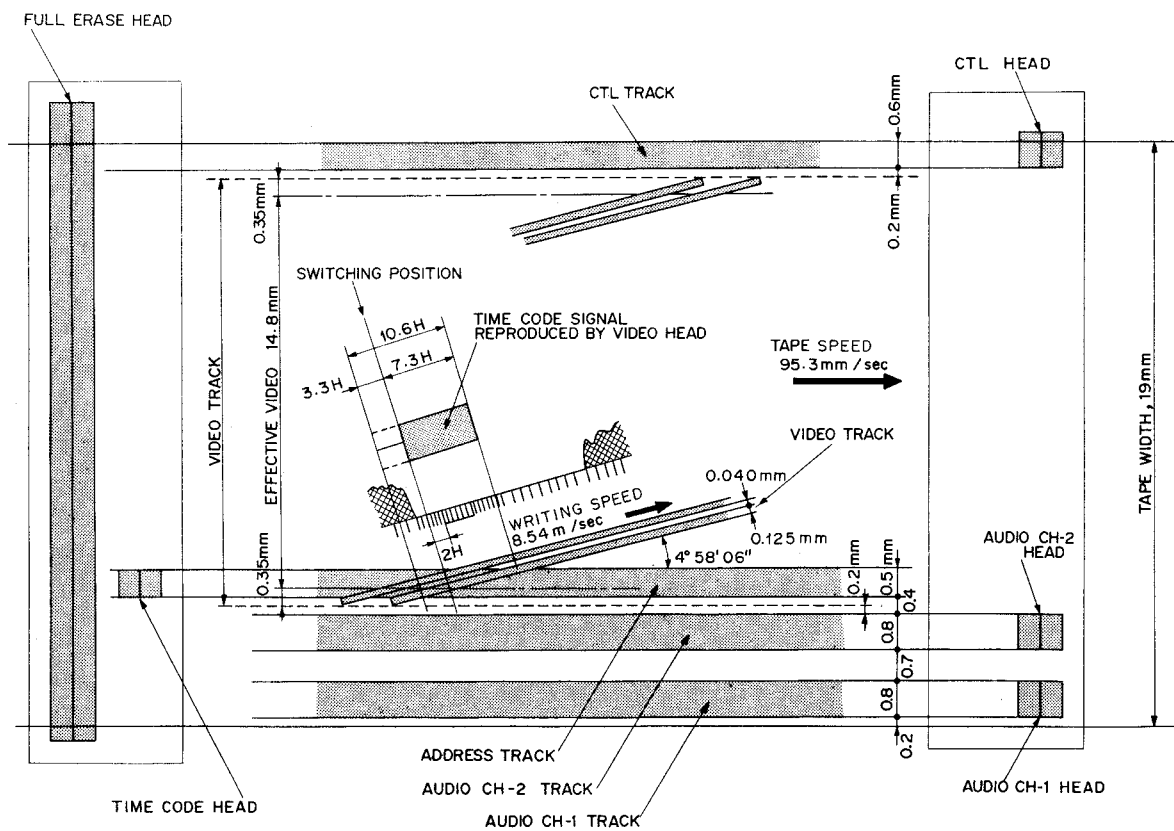 FULL ERASE HEAD
CTL HEAD
CTL TRACK
0.6mm
0.35mm
0.2mm
SWITCHING POSITION
10.6H
TIME CODE SIGNAL
REPRODUCED BY VIDEO HEAD
7.3H
3.3H
TAPE SPEED
95.3mm/sec
VIDEO TRACK
EFFECTIVE VIDEO 14.8mm
TAPE WIDTH, 19mm
VIDEO TRACK
0.040mm
WRITING SPEED
8.54m/sec
2H
0.125mm
AUDIO CH-2
HEAD
4°58'06"
0.35mm
0.2mm
0.5mm
0.4
0.8
0.7
0.8
0.2
ADDRESS TRACK
AUDIO CH-2 TRACK
AUDIO CH-1 TRACK
TIME CODE HEAD
AUDIO CH-1 HEAD